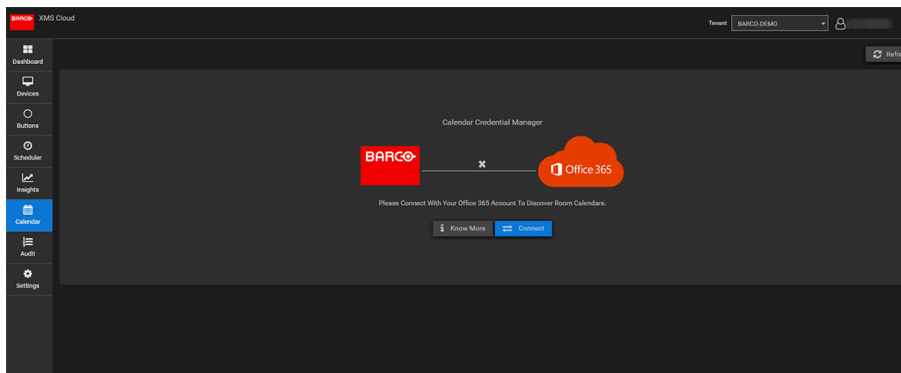 BARCO XMS Cloud
Tenant BARCO-DEMO
Dashboard
Devices
Buttons
Scheduler
Insights
Calendar
Audit
Settings
Refre
Calendar Credential Manager
BARCO
Office 365
Please Connect With Your Office 365 Account To Discover Room Calendars.
Know More
Connect